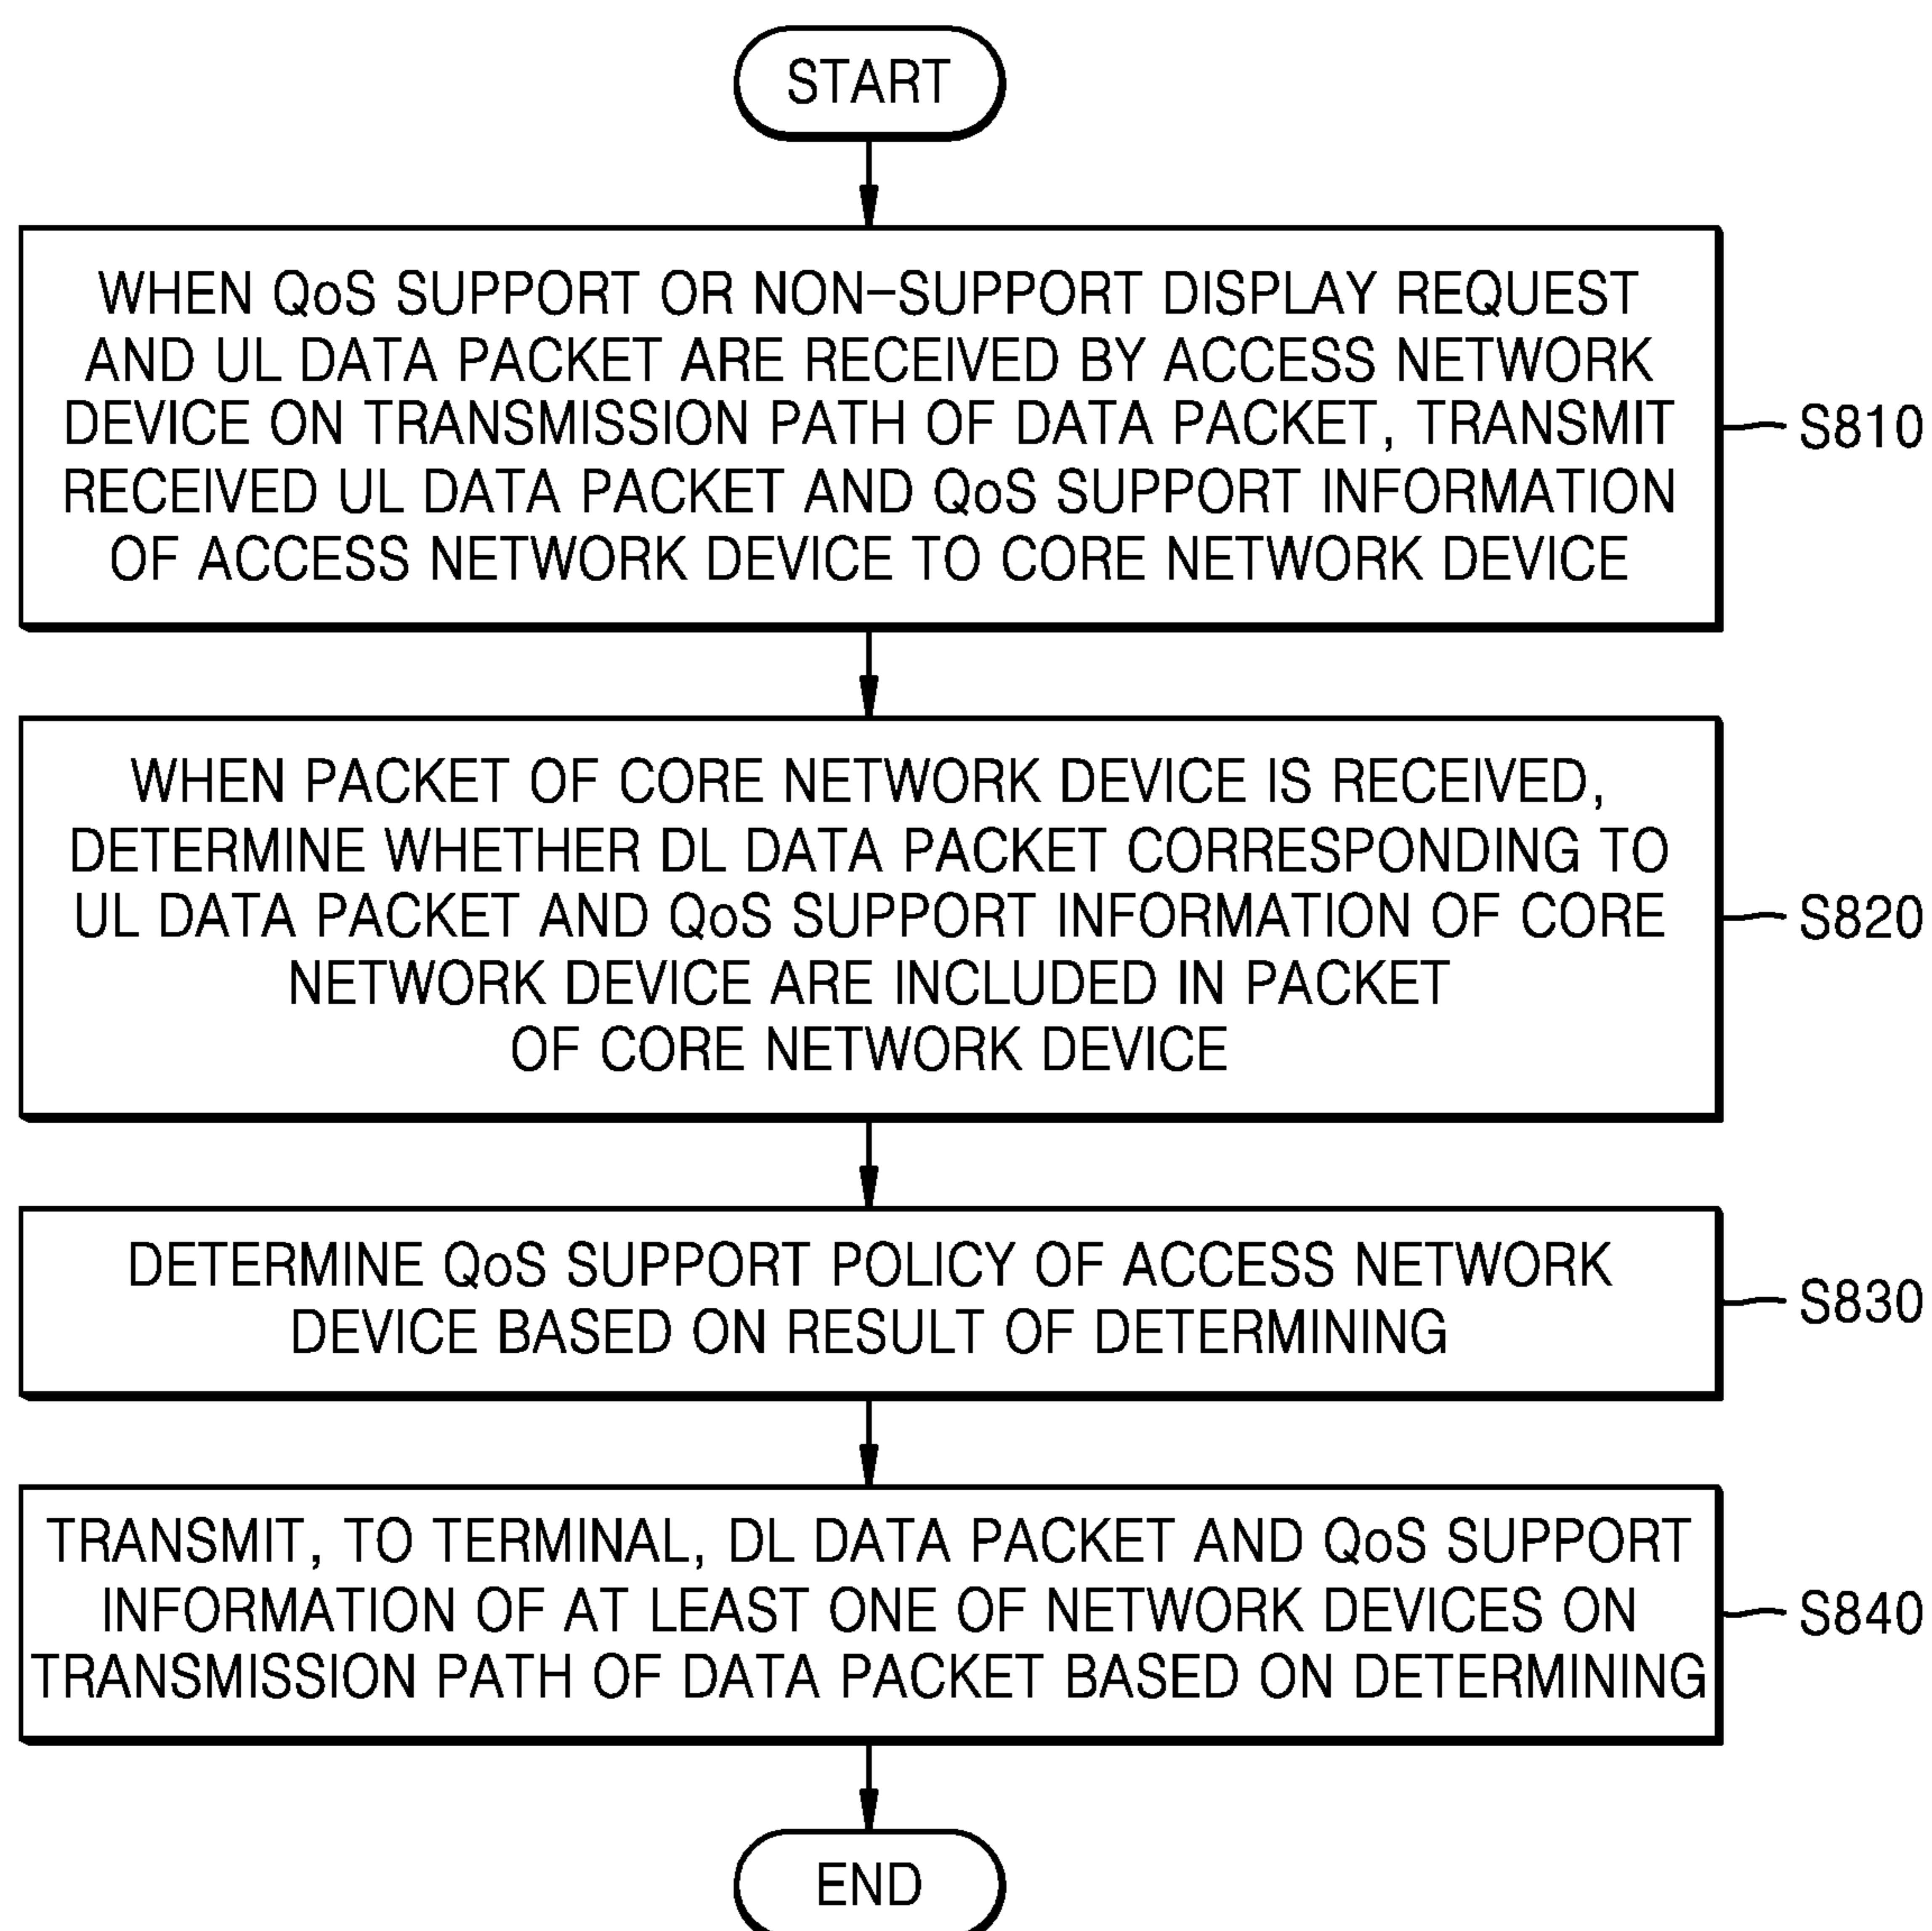 START
WHEN QoS SUPPORT OR NON-SUPPORT DISPLAY REQUEST
AND UL DATA PACKET ARE RECEIVED BY ACCESS NETWORK
DEVICE ON TRANSMISSION PATH OF DATA PACKET, TRANSMIT
RECEIVED UL DATA PACKET AND QoS SUPPORT INFORMATION
OF ACCESS NETWORK DEVICE TO CORE NETWORK DEVICE
S810
WHEN PACKET OF CORE NETWORK DEVICE IS RECEIVED,
DETERMINE WHETHER DL DATA PACKET CORRESPONDING TO
UL DATA PACKET AND QoS SUPPORT INFORMATION OF CORE
NETWORK DEVICE ARE INCLUDED IN PACKET
OF CORE NETWORK DEVICE
S820
DETERMINE QoS SUPPORT POLICY OF ACCESS NETWORK
DEVICE BASED ON RESULT OF DETERMINING
S830
TRANSMIT, TO TERMINAL, DL DATA PACKET AND QoS SUPPORT
INFORMATION OF AT LEAST ONE OF NETWORK DEVICES ON
TRANSMISSION PATH OF DATA PACKET BASED ON DETERMINING
S840
END